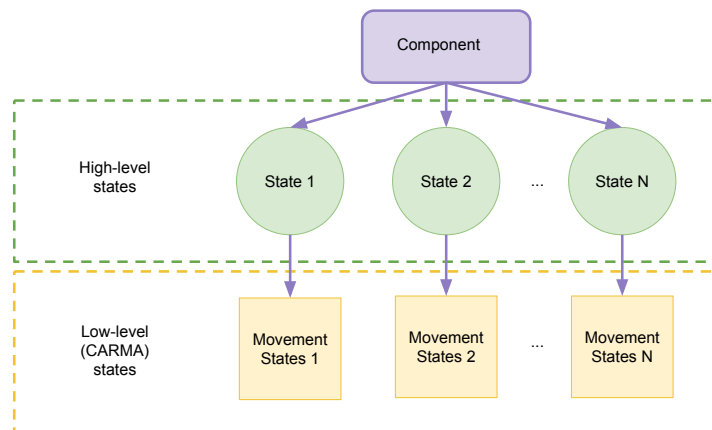 Component
High-level
states
State 1
State 2
...
State N
Low-level
(CARMA)
states
Movement
States 1
Movement
States 2
...
Movement
States N